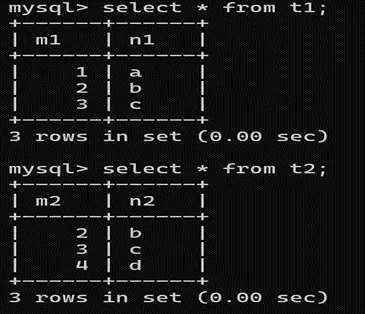 mysql> select * from t1;
+------+------+
| m1   | n1   |
+------+------+
|    1 | a    |
|    2 | b    |
|    3 | c    |
3 rows in set (0.00 sec)
mysql> select * from t2;
+------+------+
| m2   | n2   |
+------+------+
|    2 | b    |
|    3 | c    |
|    4 | d    |
+------+------+
3 rows in set (0.00 sec)